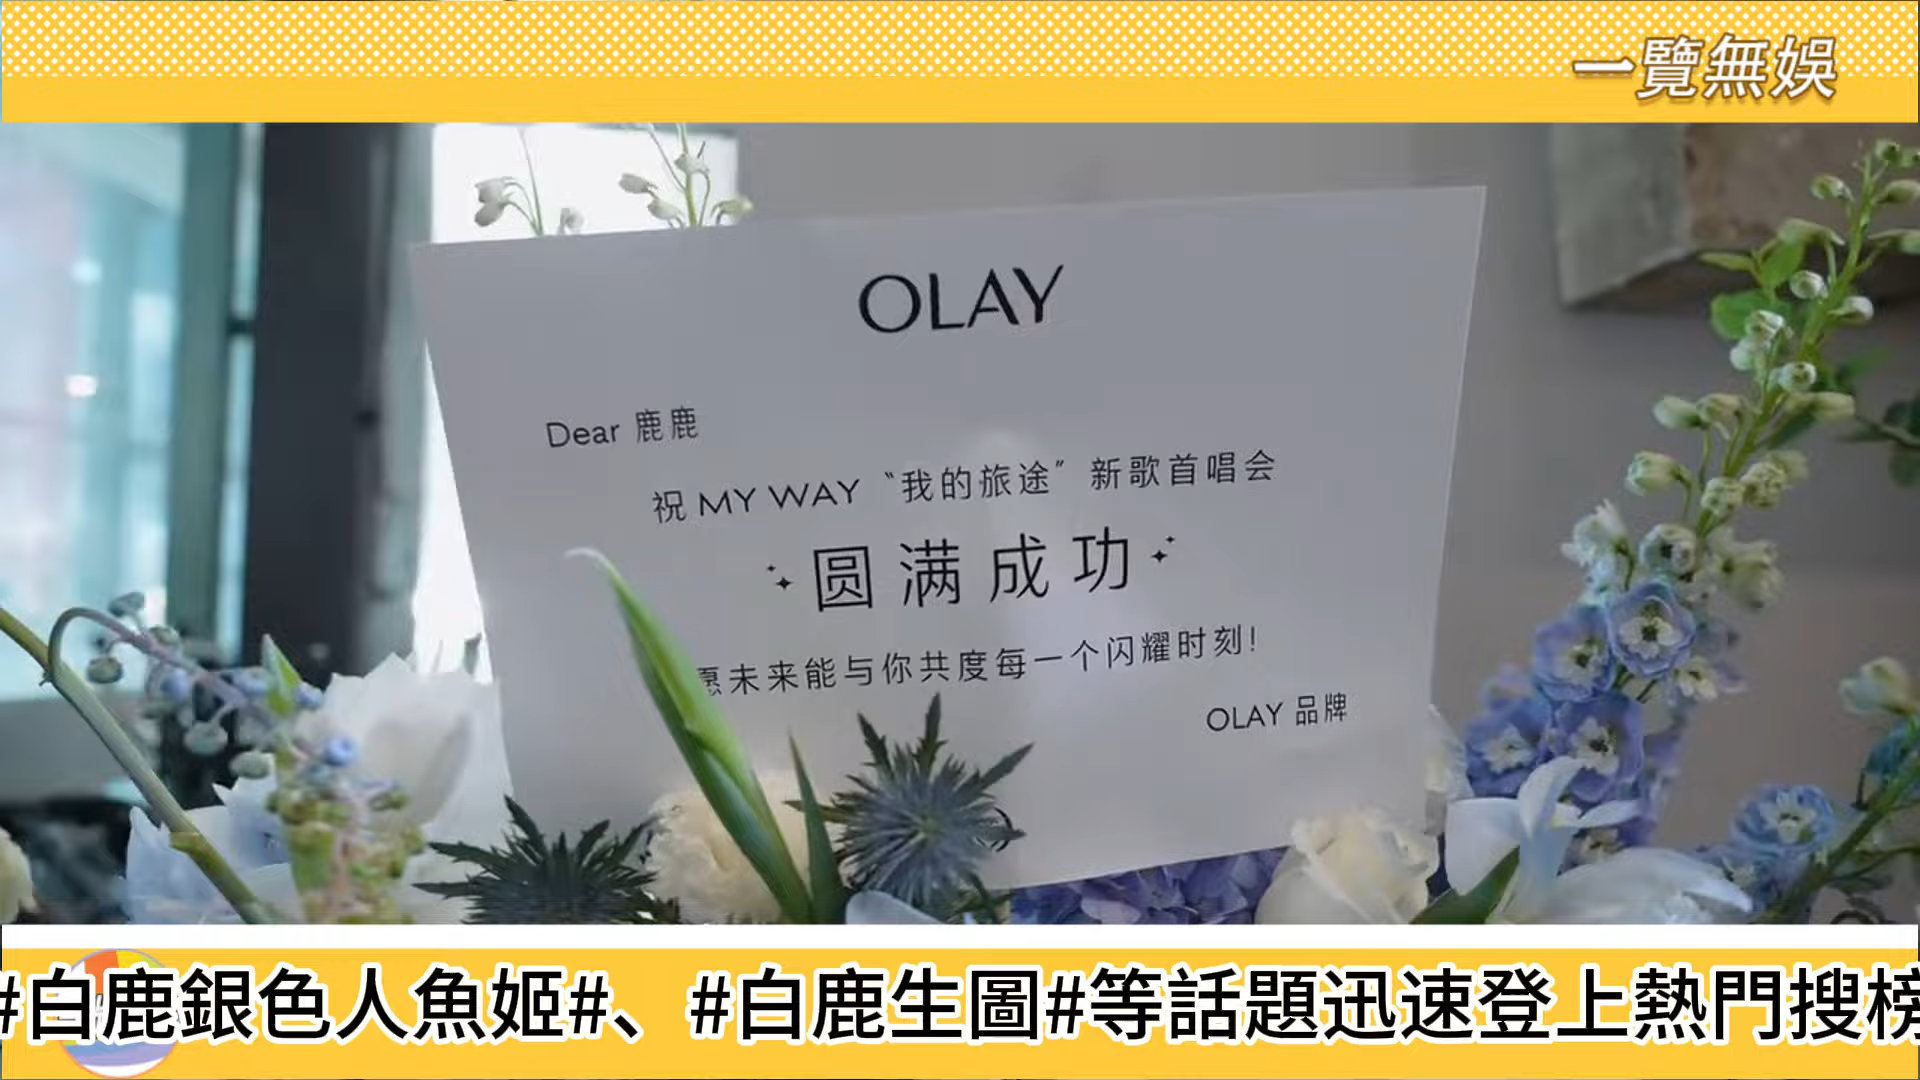 一覽無娛
OLAY
Dear 鹿鹿
祝 MY WAY “我的旅途” 新歌首唱会
圆满成功
愿未来能与你共度每一个闪耀时刻!
OLAY 品牌
#白鹿銀色人魚姬#、#白鹿生圖#等話題迅速登上熱門搜榜